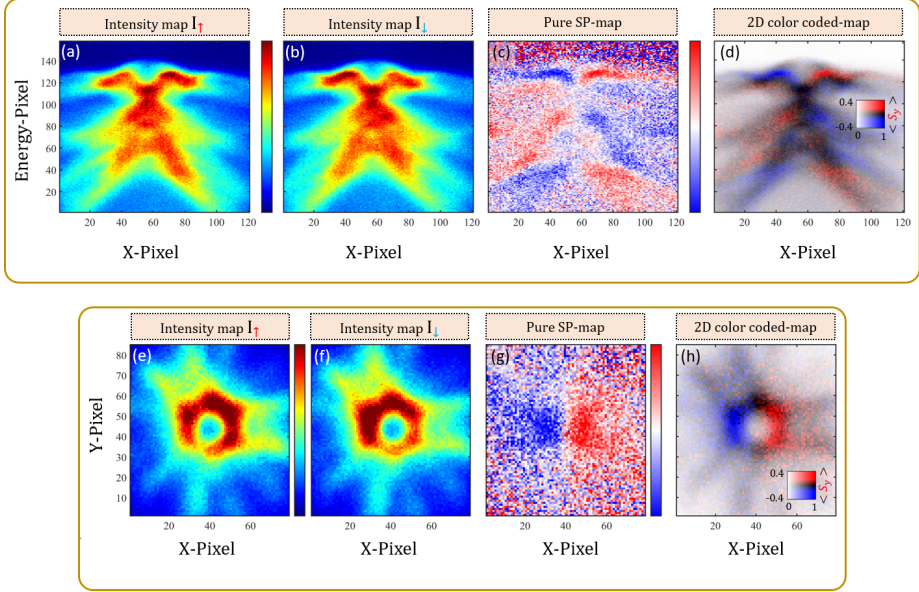 Intensity map I↑
Intensity map I↓
Pure SP-map
2D color coded-map
(a)
(b)
(c)
(d)
Energy-Pixel
140
120
100
80
60
40
20
0.4
-0.4
0 1
< Sy >
20 40 60 80 100 120
20 40 60 80 100 120
20 40 60 80 100 120
20 40 60 80 100 120
X-Pixel
X-Pixel
X-Pixel
X-Pixel
Intensity map I↑
Intensity map I↓
Pure SP-map
2D color coded-map
(e)
(f)
(g)
(h)
Y-Pixel
80
70
60
50
40
30
20
10
0.4
-0.4
0 1
< Sy >
20 40 60
20 40 60
20 40 60
20 40 60
X-Pixel
X-Pixel
X-Pixel
X-Pixel